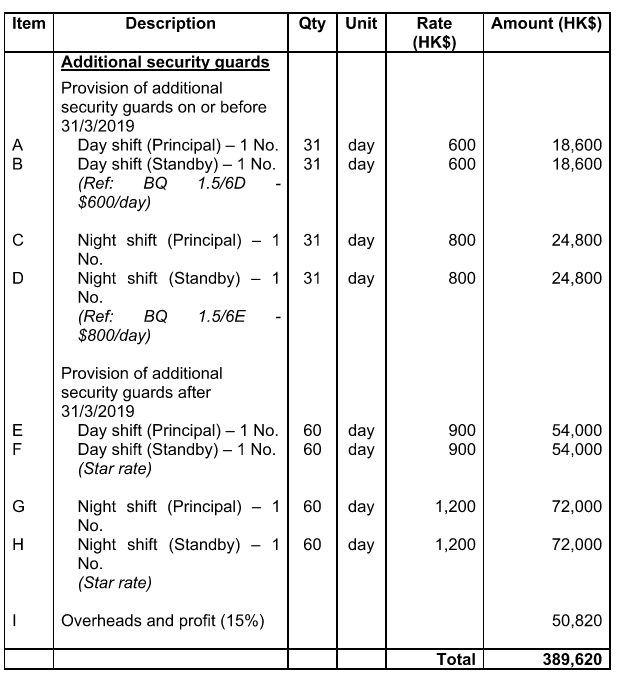 Item Description Qty Unit Rate (HK$) Amount (HK$)
Additional security guards
Provision of additional
security guards on or before
31/3/2019
A Day shift (Principal) – 1 No. 31 day 600 18,600
B Day shift (Standby) – 1 No. 31 day 600 18,600
(Ref: BQ 1.5/6D -
$600/day)
C Night shift (Principal) – 1 31 day 800 24,800
No.
D Night shift (Standby) – 1 31 day 800 24,800
No.
(Ref: BQ 1.5/6E -
$800/day)
Provision of additional
security guards after
31/3/2019
E Day shift (Principal) – 1 No. 60 day 900 54,000
F Day shift (Standby) – 1 No. 60 day 900 54,000
(Star rate)
G Night shift (Principal) – 1 60 day 1,200 72,000
No.
H Night shift (Standby) – 1 60 day 1,200 72,000
No.
(Star rate)
I Overheads and profit (15%) 50,820
Total 389,620